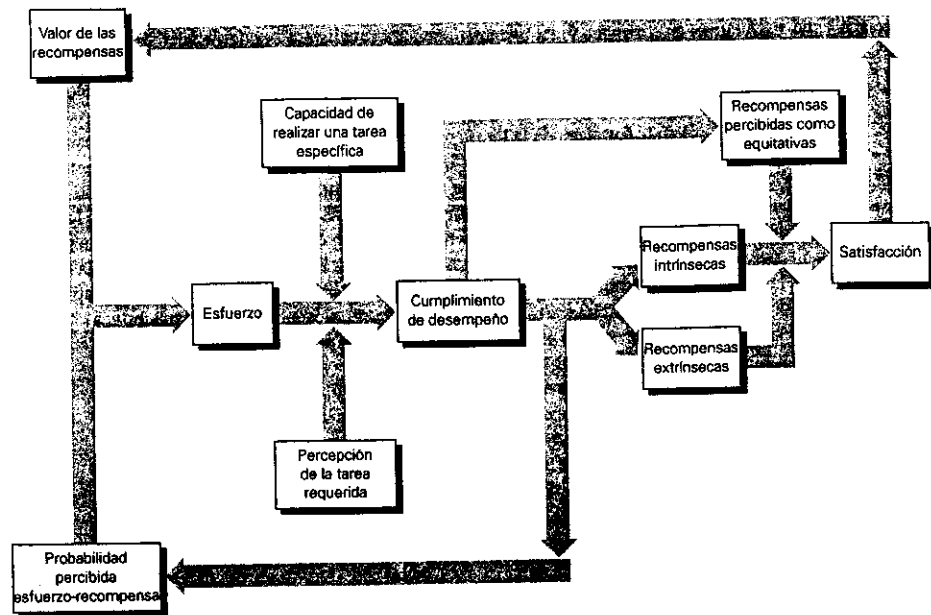 Valor de las
recompensas
Capacidad de
realizar una tarea
específica
Recompensas
percibidas como
equitativas
Recompensas
intrínsecas
Satisfacción
Esfuerzo
Cumplimiento
de desempeño
Recompensas
extrínsecas
Percepción
de la tarea
requerida
Probabilidad
percibida
esfuerzo-recompensa